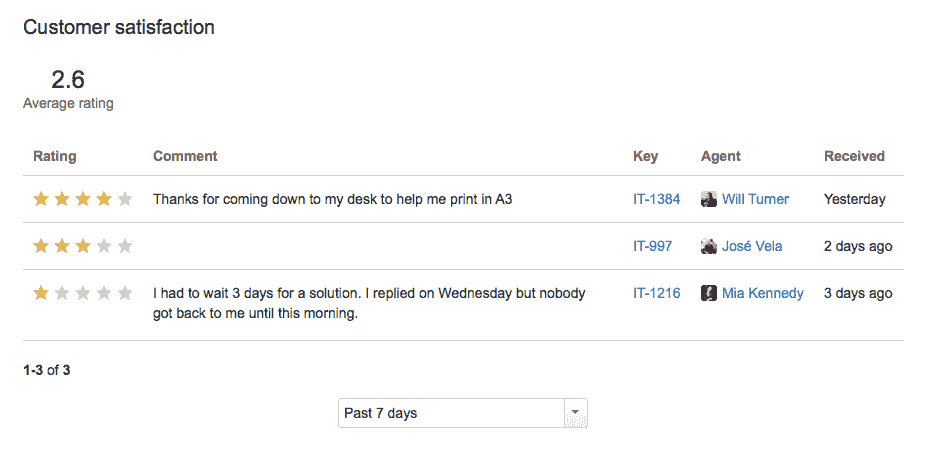 Customer satisfaction
2.6
Average rating
Rating Comment Key Agent Received
Thanks for coming down to my desk to help me print in A3 IT-1384 Will Turner Yesterday
IT-997 José Vela 2 days ago
I had to wait 3 days for a solution. I replied on Wednesday but nobody IT-1216 Mia Kennedy 3 days ago
got back to me until this morning.
1-3 of 3
Past 7 days